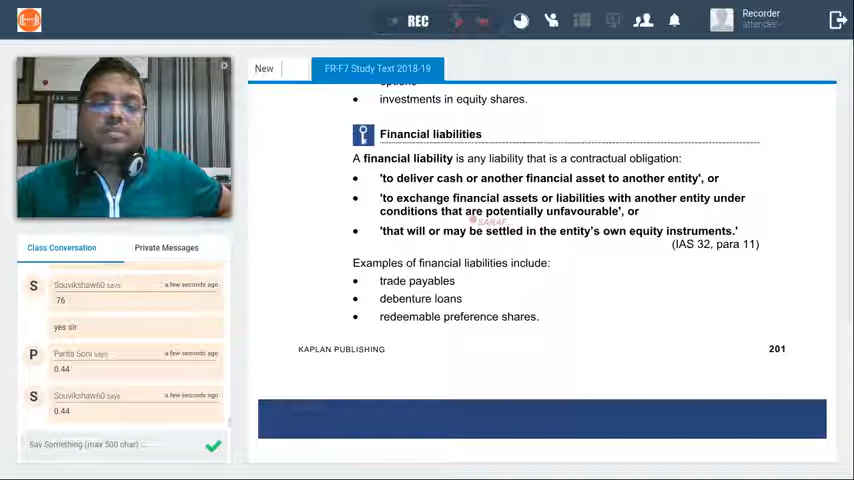 REC
Recorder
attendee
New
FR-F7 Study Text 2018-19
• investments in equity shares.
Financial liabilities
A financial liability is any liability that is a contractual obligation:
• 'to deliver cash or another financial asset to another entity', or
• 'to exchange financial assets or liabilities with another entity under
conditions that are potentially unfavourable', or
SARAF
• 'that will or may be settled in the entity's own equity instruments.'
(IAS 32, para 11)
Examples of financial liabilities include:
• trade payables
• debenture loans
• redeemable preference shares.
KAPLAN PUBLISHING
201
Class Conversation
Private Messages
S
Souvikshaw60 says
a few seconds ago
76
yes sir
P
Parita Soni says
a few seconds ago
0.44
S
Souvikshaw60 says
a few seconds ago
0.44
Say Something (max 500 char) ...